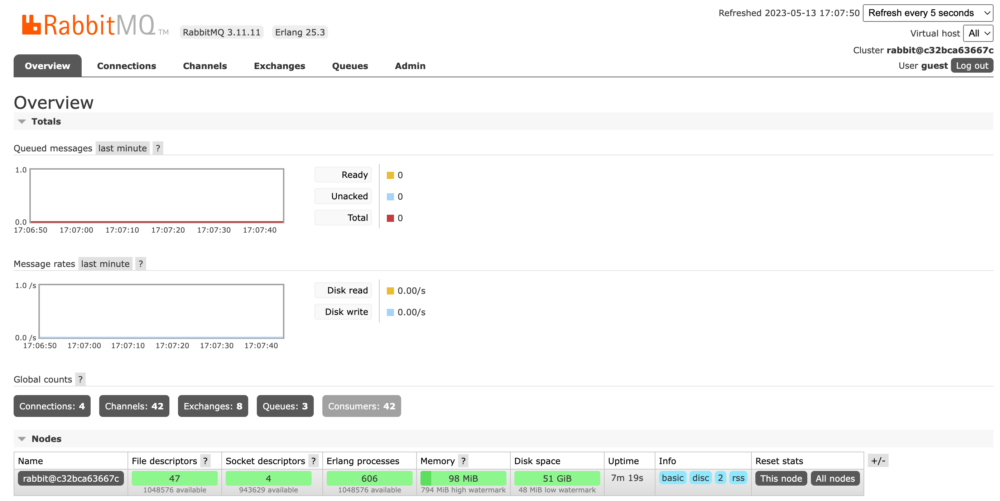 RabbitMQ TM RabbitMQ 3.11.11 Erlang 25.3
Refreshed 2023-05-13 17:07:50 Refresh every 5 seconds
Virtual host All
Cluster rabbit@c32bca63667c
User guest Log out
Overview Connections Channels Exchanges Queues Admin
Overview
Totals
Queued messages last minute ?
1.0
0.0
17:06:50 17:07:00 17:07:10 17:07:20 17:07:30 17:07:40
Ready 0
Unacked 0
Total 0
Message rates last minute ?
1.0 /s
0.0 /s
17:06:50 17:07:00 17:07:10 17:07:20 17:07:30 17:07:40
Disk read 0.00/s
Disk write 0.00/s
Global counts ?
Connections: 4 Channels: 42 Exchanges: 8 Queues: 3 Consumers: 42
Nodes
Name File descriptors ? Socket descriptors ? Erlang processes Memory ? Disk space Uptime Info Reset stats +/-
rabbit@c32bca63667c 47 4 606 98 MiB 51 GiB 7m 19s basic disc 2 rss This node All nodes
1048576 available 943629 available 1048576 available 794 MiB high watermark 48 MiB low watermark